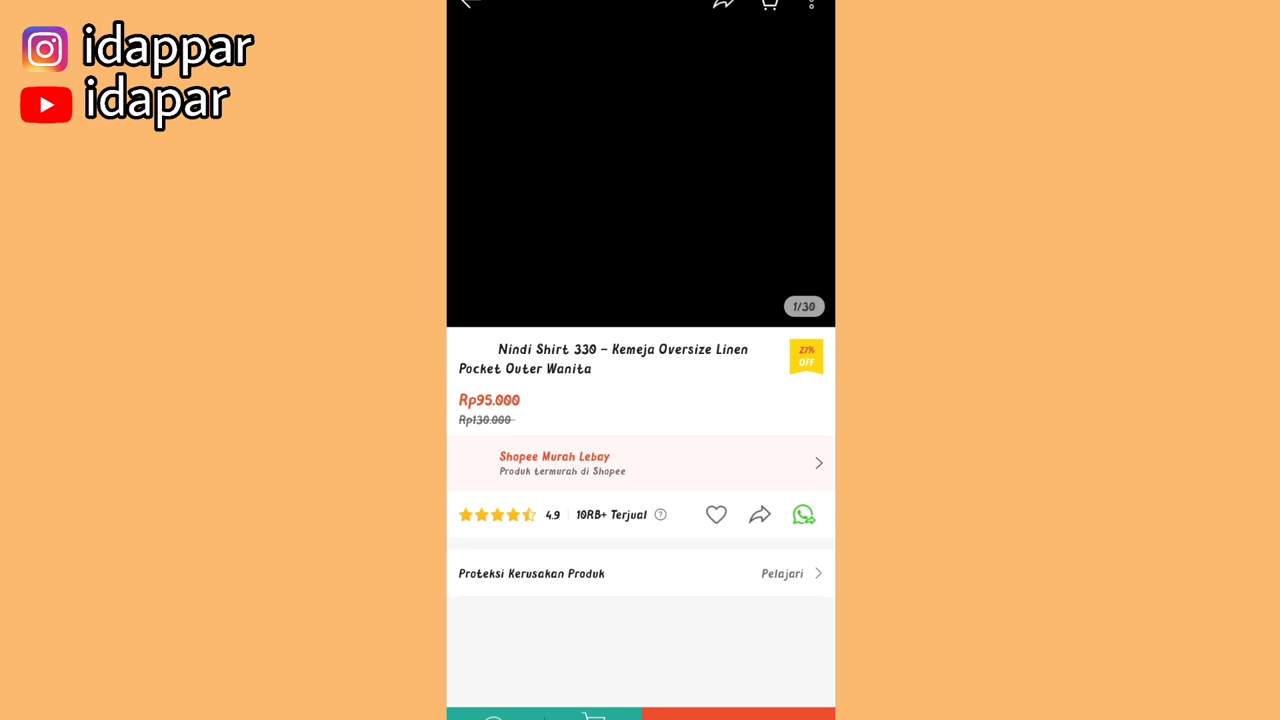 idappar
idapar
1/30
Nindi Shirt 330 - Kemeja Oversize Linen
Pocket Outer Wanita
27%
OFF
Rp95.000
Rp130.000
Shopee Murah Lebay
Produk termurah di Shopee
4.9 10RB+ Terjual ?
Proteksi Kerusakan Produk Pelajari